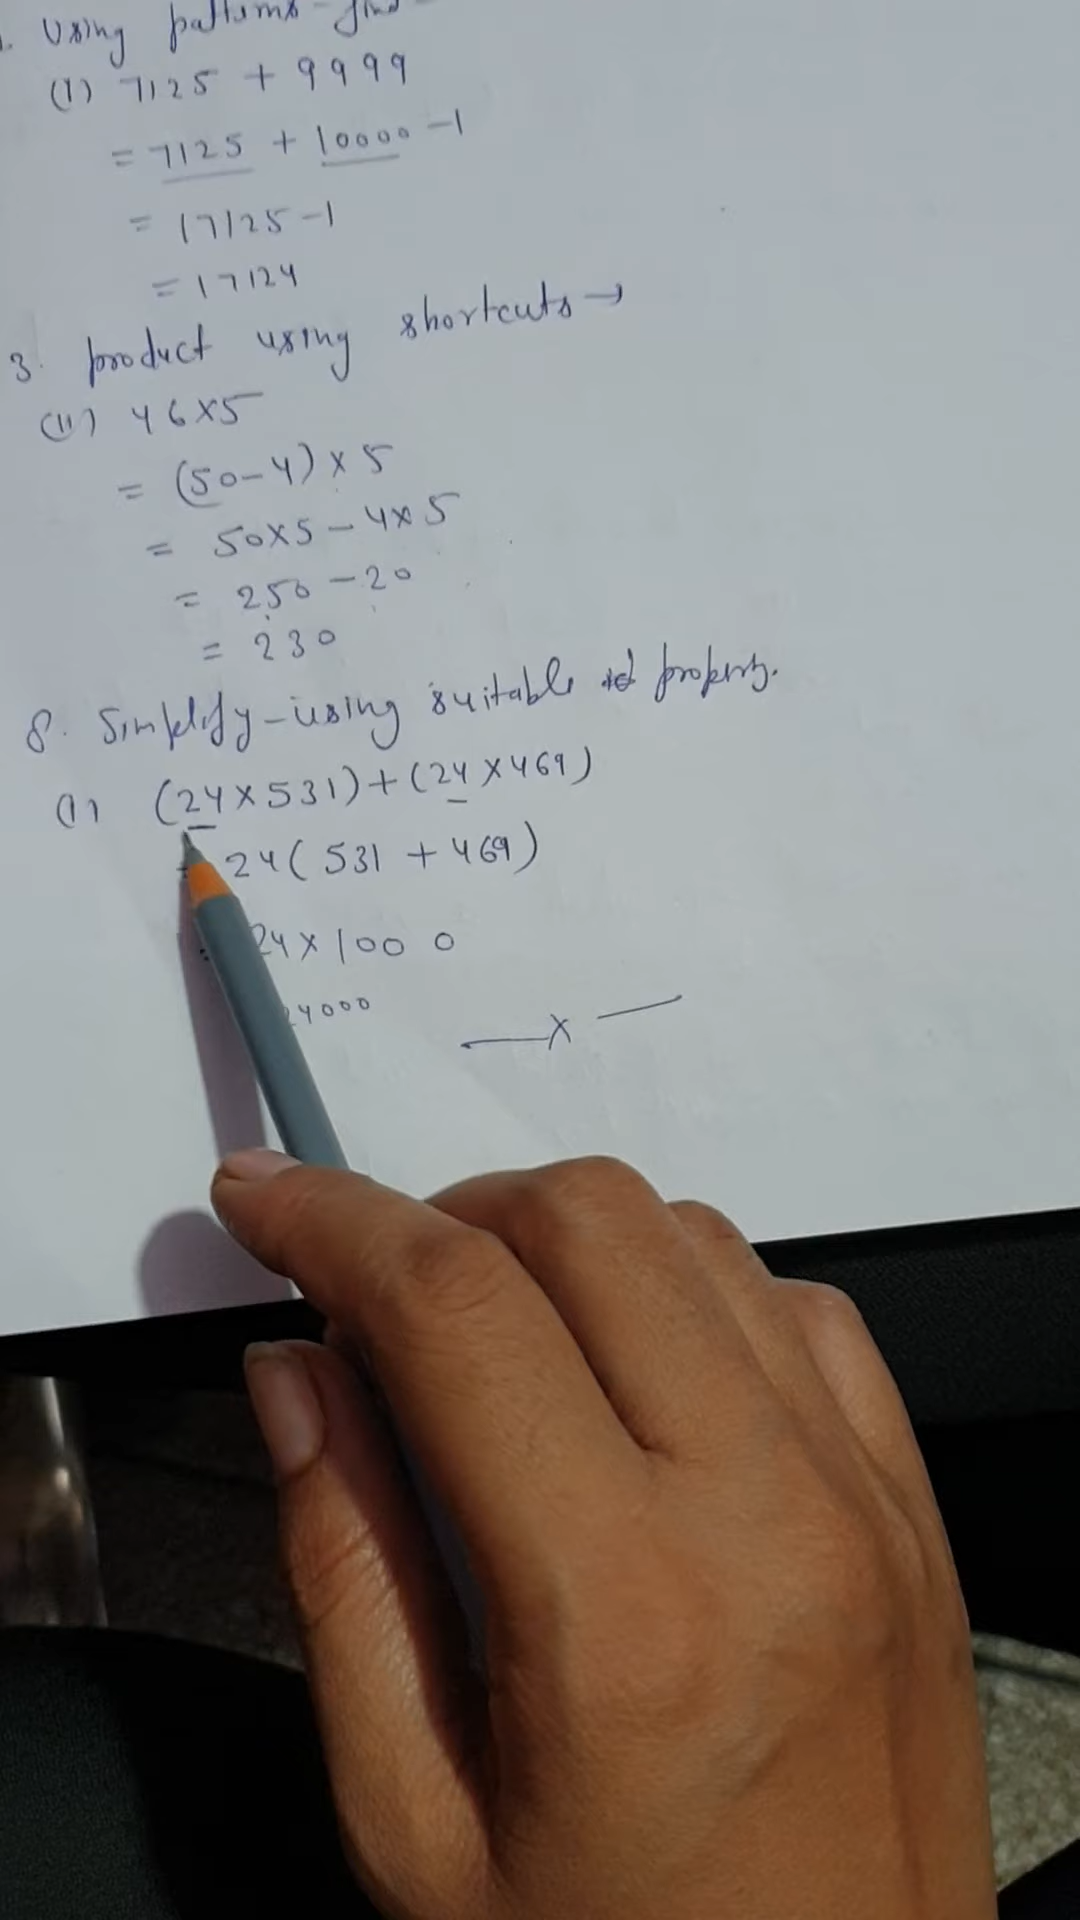 1. Using patterns - find
(I) 7125 + 9999
= 7125 + 10000 -1
= 17125 -1
= 17124
3. product using shortcuts →
(II) 46×5
= (50-4) × 5
= 50×5 - 4×5
= 250 - 20
= 230
8. Simplify - using suitable property.
(I) (24×531)+(24×469)
= 24( 531 + 469)
= 24× 1000
24000
—x—